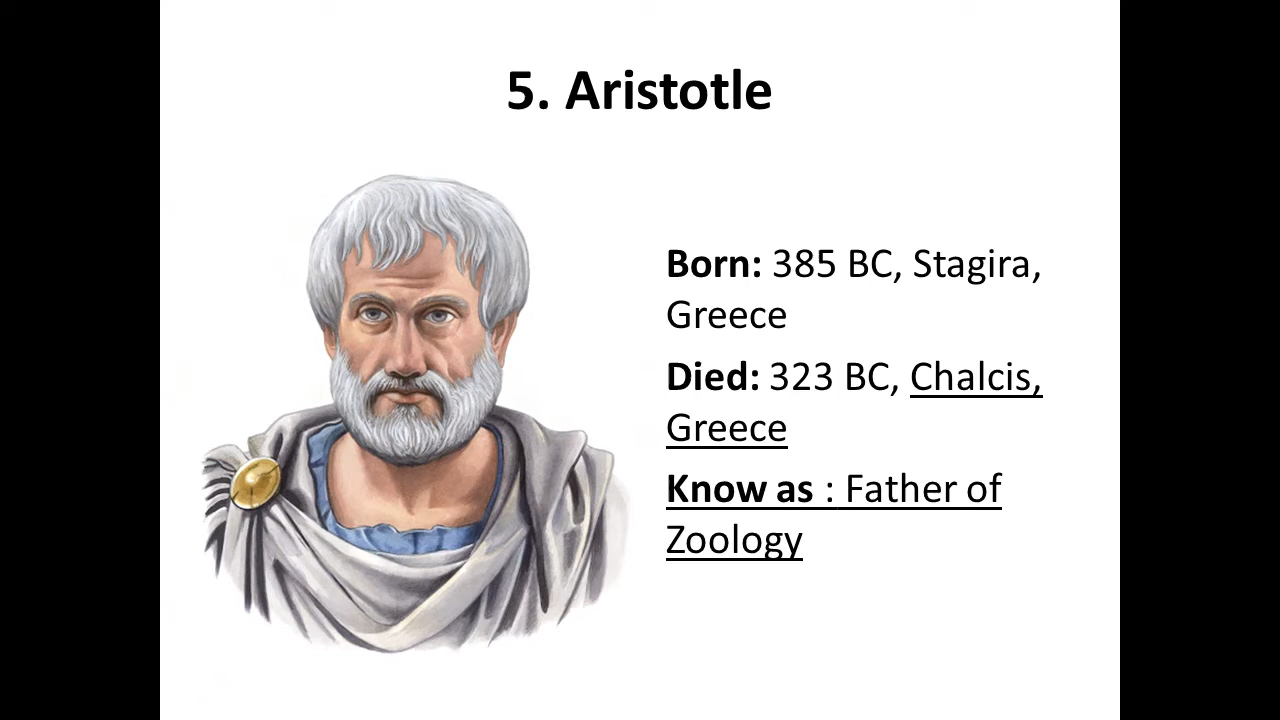 5. Aristotle
Born: 385 BC, Stagira,
Greece
Died: 323 BC, Chalcis,
Greece
Know as : Father of
Zoology